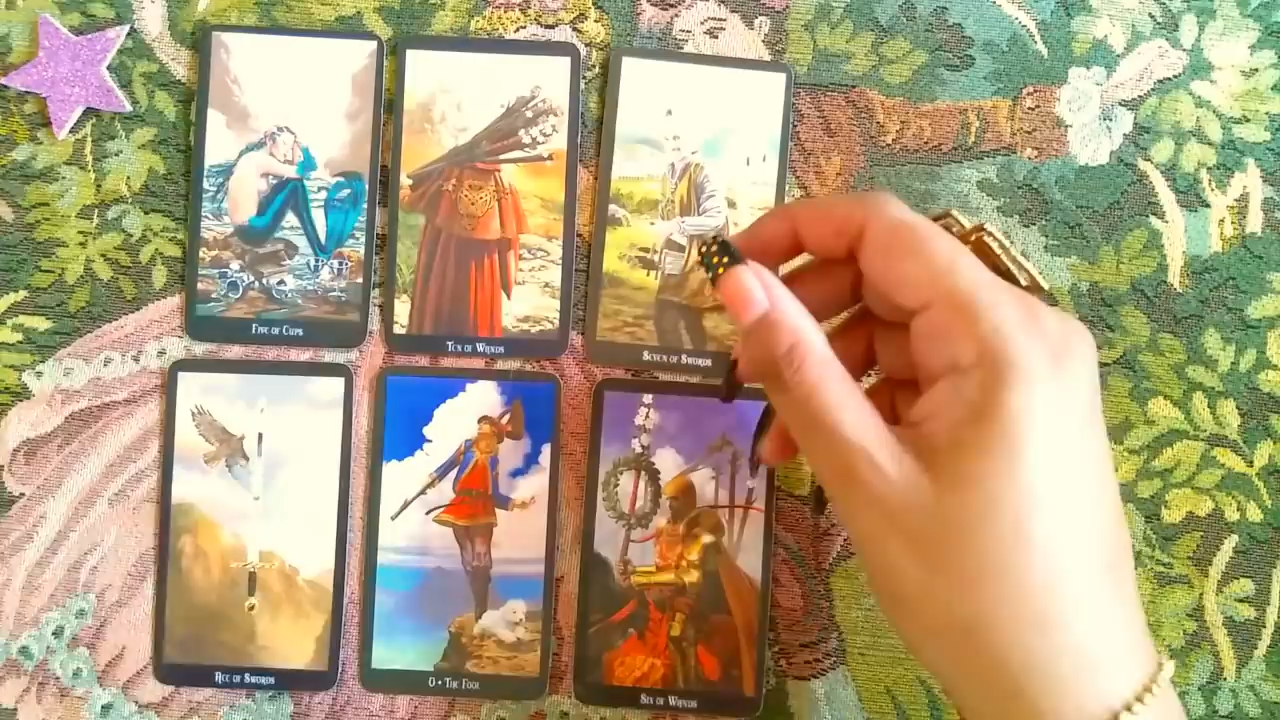 Five of Cups
Ten of Wands
Seven of Swords
Ace of Swords
0 • The Fool
Six of Wands